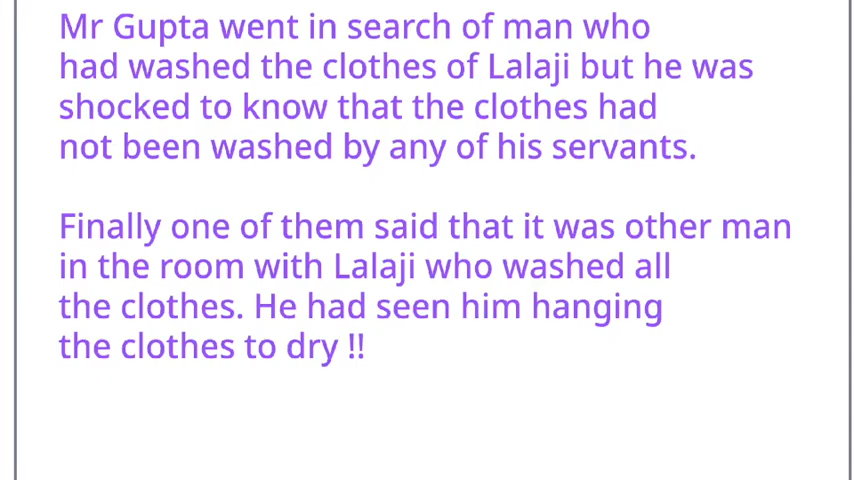 Mr Gupta went in search of man who
had washed the clothes of Lalaji but he was
shocked to know that the clothes had
not been washed by any of his servants.
Finally one of them said that it was other man
in the room with Lalaji who washed all
the clothes. He had seen him hanging
the clothes to dry !!